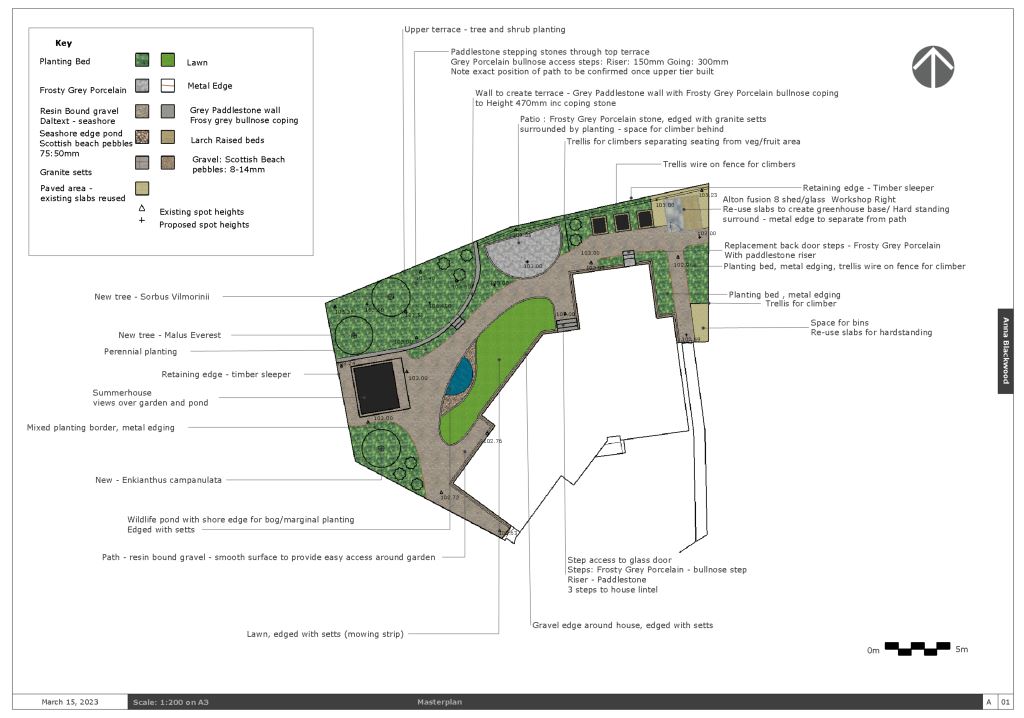 Key
Planting Bed
Lawn
Frosty Grey Porcelain
Metal Edge
Resin Bound gravel
Daltext - seashore
Grey Paddlestone wall
Frosy grey bullnose coping
Seashore edge pond
Scottish beach pebbles
75:50mm
Larch Raised beds
Granite setts
Gravel: Scottish Beach
pebbles: 8-14mm
Paved area -
existing slabs reused
Existing spot heights
Proposed spot heights
Upper terrace - tree and shrub planting
Paddlestone stepping stones through top terrace
Grey Porcelain bullnose access steps: Riser: 150mm Going: 300mm
Note exact position of path to be confirmed once upper tier built
Wall to create terrace - Grey Paddlestone wall with Frosty Grey Porcelain bullnose coping
to Height 470mm inc coping stone
Patio : Frosty Grey Porcelain stone, edged with granite setts
surrounded by planting - space for climber behind
Trellis for climbers separating seating from veg/fruit area
Trellis wire on fence for climbers
Retaining edge - Timber sleeper
Alton fusion 8 shed/glass Workshop Right
Re-use slabs to create greenhouse base/ Hard standing
surround - metal edge to separate from path
Replacement back door steps - Frosty Grey Porcelain
With paddlestone riser
Planting bed, metal edging, trellis wire on fence for climber
Planting bed , metal edging
Trellis for climber
Space for bins
Re-use slabs for hardstanding
103.23
103.00
103.00
103.00
103.00
103.00
102.76
102.73
New tree - Sorbus Vilmorinii
New tree - Malus Everest
Perennial planting
Retaining edge - timber sleeper
Summerhouse
views over garden and pond
Mixed planting border, metal edging
New - Enkianthus campanulata
Wildlife pond with shore edge for bog/marginal planting
Edged with setts
Path - resin bound gravel - smooth surface to provide easy access around garden
Lawn, edged with setts (mowing strip)
Step access to glass door
Steps: Frosty Grey Porcelain - bullnose step
Riser - Paddlestone
3 steps to house lintel
Gravel edge around house, edged with setts
Anna Blackwood
0m
5m
March 15, 2023
Scale: 1:200 on A3
Masterplan
A
01